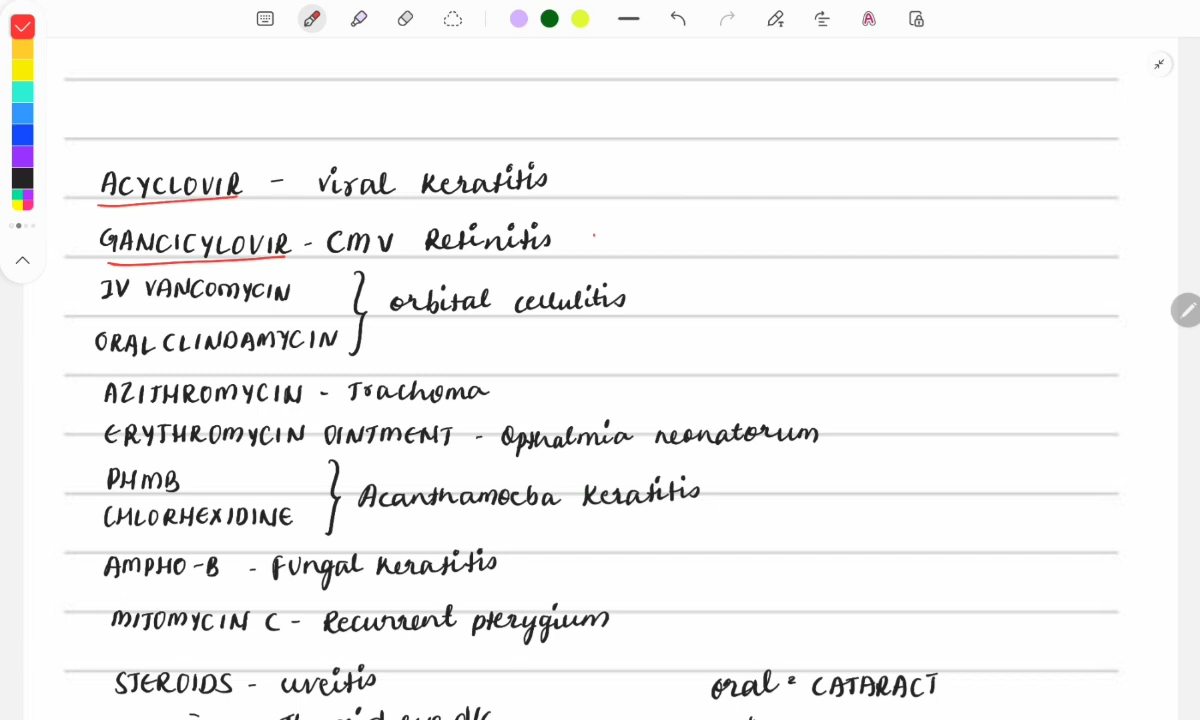 ACYCLOVIR - Viral Keratitis
GANCICYLOVIR - CMV Retinitis
IV VANCOMYCIN
ORAL CLINDAMYCIN } orbital cellulitis
AZITHROMYCIN - Trachoma
ERYTHROMYCIN OINTMENT - Opthalmia neonatorum
PHMB
CHLORHEXIDINE } Acanthamoeba Keratitis
AMPHO-B - Fungal Keratitis
MITOMYCIN C - Recurrent pterygium
STEROIDS - uveitis oral = CATARACT